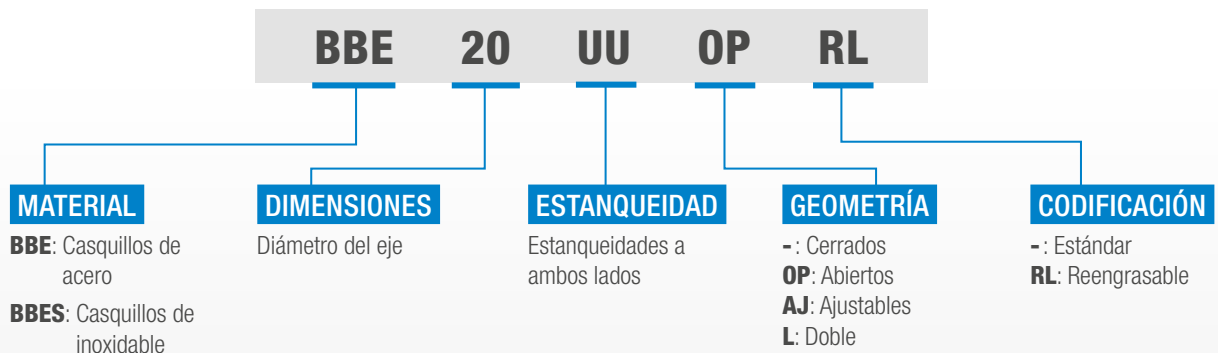 BBE 20 UU OP RL
MATERIAL
BBE: Casquillos de
acero
BBES: Casquillos de
inoxidable
DIMENSIONES
Diámetro del eje
ESTANQUEIDAD
Estanqueidades a
ambos lados
GEOMETRÍA
- : Cerrados
OP: Abiertos
AJ: Ajustables
L: Doble
CODIFICACIÓN
- : Estándar
RL: Reengrasable